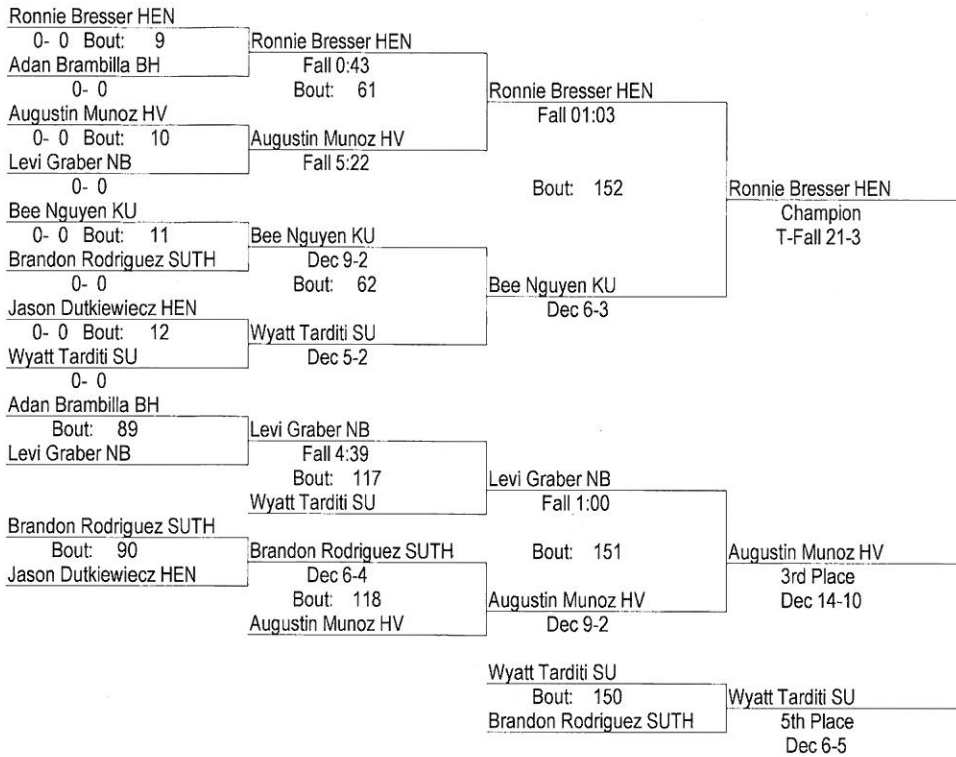 Ronnie Bresser HEN
0- 0 Bout: 9
Adan Brambilla BH
0- 0
Augustin Munoz HV
0- 0 Bout: 10
Levi Graber NB
0- 0
Bee Nguyen KU
0- 0 Bout: 11
Brandon Rodriguez SUTH
0- 0
Jason Dutkiewiecz HEN
0- 0 Bout: 12
Wyatt Tarditi SU
0- 0
Ronnie Bresser HEN
Fall 0:43
Bout: 61
Augustin Munoz HV
Fall 5:22
Bee Nguyen KU
Dec 9-2
Bout: 62
Wyatt Tarditi SU
Dec 5-2
Ronnie Bresser HEN
Fall 01:03
Bout: 152
Bee Nguyen KU
Dec 6-3
Ronnie Bresser HEN
Champion
T-Fall 21-3
Adan Brambilla BH
Bout: 89
Levi Graber NB
Brandon Rodriguez SUTH
Bout: 90
Jason Dutkiewiecz HEN
Levi Graber NB
Fall 4:39
Bout: 117
Wyatt Tarditi SU
Brandon Rodriguez SUTH
Dec 6-4
Bout: 118
Augustin Munoz HV
Levi Graber NB
Fall 1:00
Bout: 151
Augustin Munoz HV
Dec 9-2
Augustin Munoz HV
3rd Place
Dec 14-10
Wyatt Tarditi SU
Bout: 150
Brandon Rodriguez SUTH
Wyatt Tarditi SU
5th Place
Dec 6-5